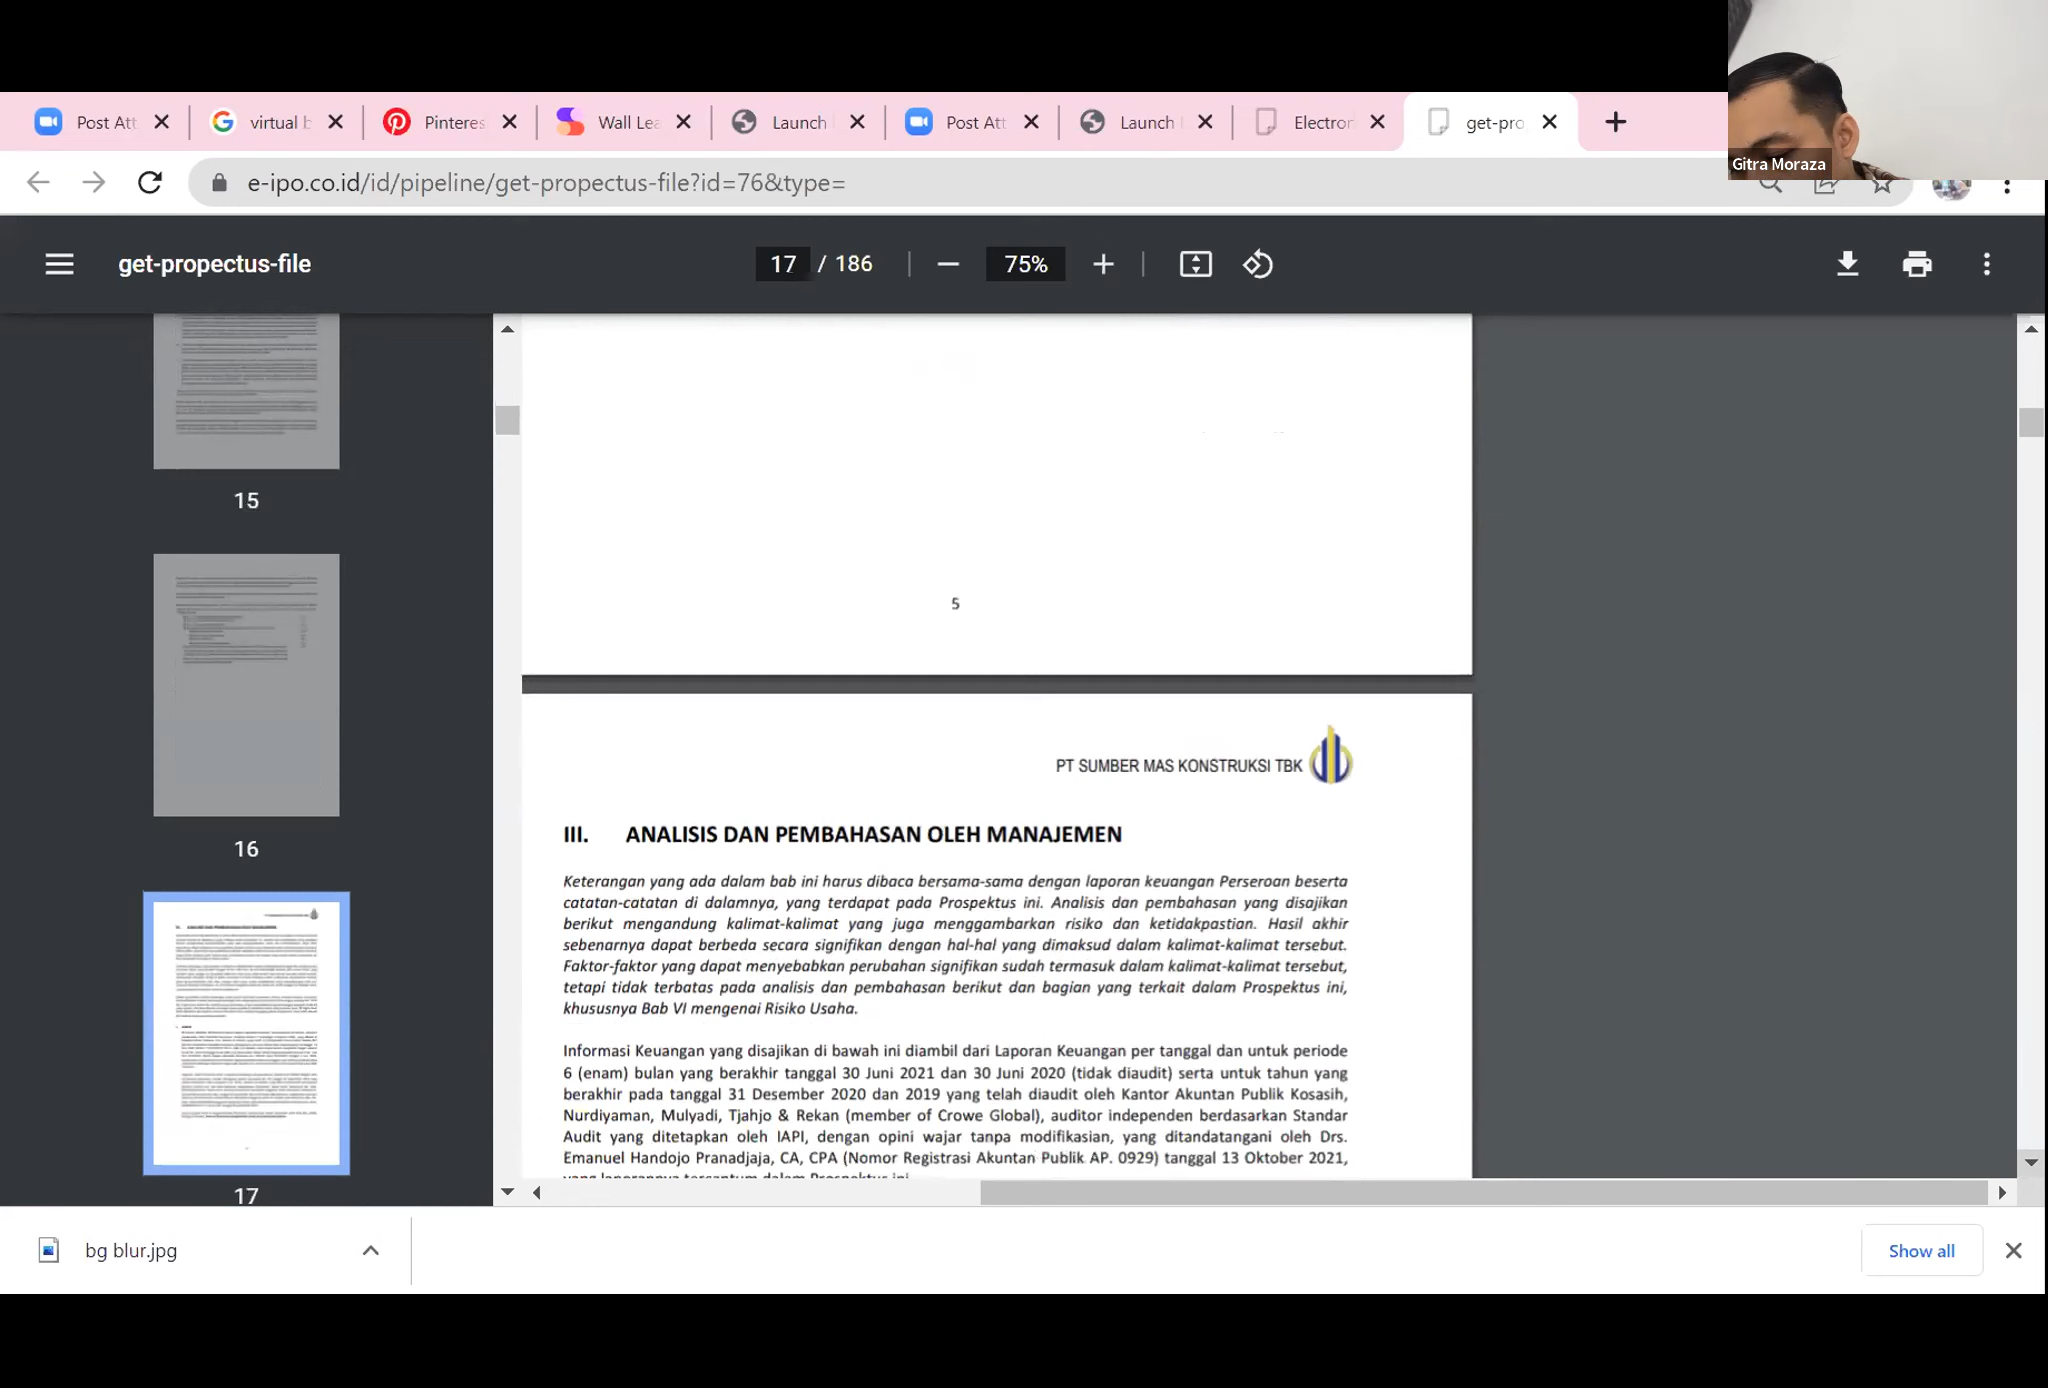 Post Att
virtual b
Pinteres
Wall Lea
Launch
Post Att
Launch
Electron
get-pro
Gitra Moraza
e-ipo.co.id/id/pipeline/get-propectus-file?id=76&type=
get-propectus-file
17 / 186
75%
15
16
17
5
PT SUMBER MAS KONSTRUKSI TBK
III. ANALISIS DAN PEMBAHASAN OLEH MANAJEMEN
Keterangan yang ada dalam bab ini harus dibaca bersama-sama dengan laporan keuangan Perseroan beserta
catatan-catatan di dalamnya, yang terdapat pada Prospektus ini. Analisis dan pembahasan yang disajikan
berikut mengandung kalimat-kalimat yang juga menggambarkan risiko dan ketidakpastian. Hasil akhir
sebenarnya dapat berbeda secara signifikan dengan hal-hal yang dimaksud dalam kalimat-kalimat tersebut.
Faktor-faktor yang dapat menyebabkan perubahan signifikan sudah termasuk dalam kalimat-kalimat tersebut,
tetapi tidak terbatas pada analisis dan pembahasan berikut dan bagian yang terkait dalam Prospektus ini,
khususnya Bab VI mengenai Risiko Usaha.
Informasi Keuangan yang disajikan di bawah ini diambil dari Laporan Keuangan per tanggal dan untuk periode
6 (enam) bulan yang berakhir tanggal 30 Juni 2021 dan 30 Juni 2020 (tidak diaudit) serta untuk tahun yang
berakhir pada tanggal 31 Desember 2020 dan 2019 yang telah diaudit oleh Kantor Akuntan Publik Kosasih,
Nurdiyaman, Mulyadi, Tjahjo & Rekan (member of Crowe Global), auditor independen berdasarkan Standar
Audit yang ditetapkan oleh IAPI, dengan opini wajar tanpa modifikasian, yang ditandatangani oleh Drs.
Emanuel Handojo Pranadjaja, CA, CPA (Nomor Registrasi Akuntan Publik AP. 0929) tanggal 13 Oktober 2021,
yang laporannya tercantum dalam Prospektus ini.
bg blur.jpg
Show all